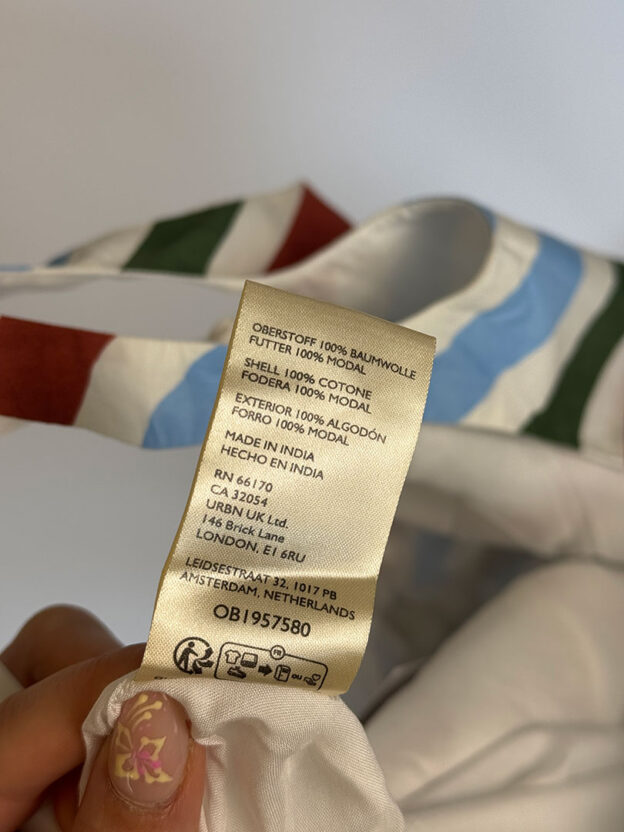 OBERSTOFF 100% BAUMWOLLE
FUTTER 100% MODAL
SHELL 100% COTONE
FODERA 100% MODAL
EXTERIOR 100% ALGODÓN
FORRO 100% MODAL
MADE IN INDIA
HECHO EN INDIA
RN 66170
CA 32054
URBN UK Ltd.
146 Brick Lane
LONDON, E1 6RU
LEIDSESTRAAT 32, 1017 PB
AMSTERDAM, NETHERLANDS
OB1957580
FR
OU